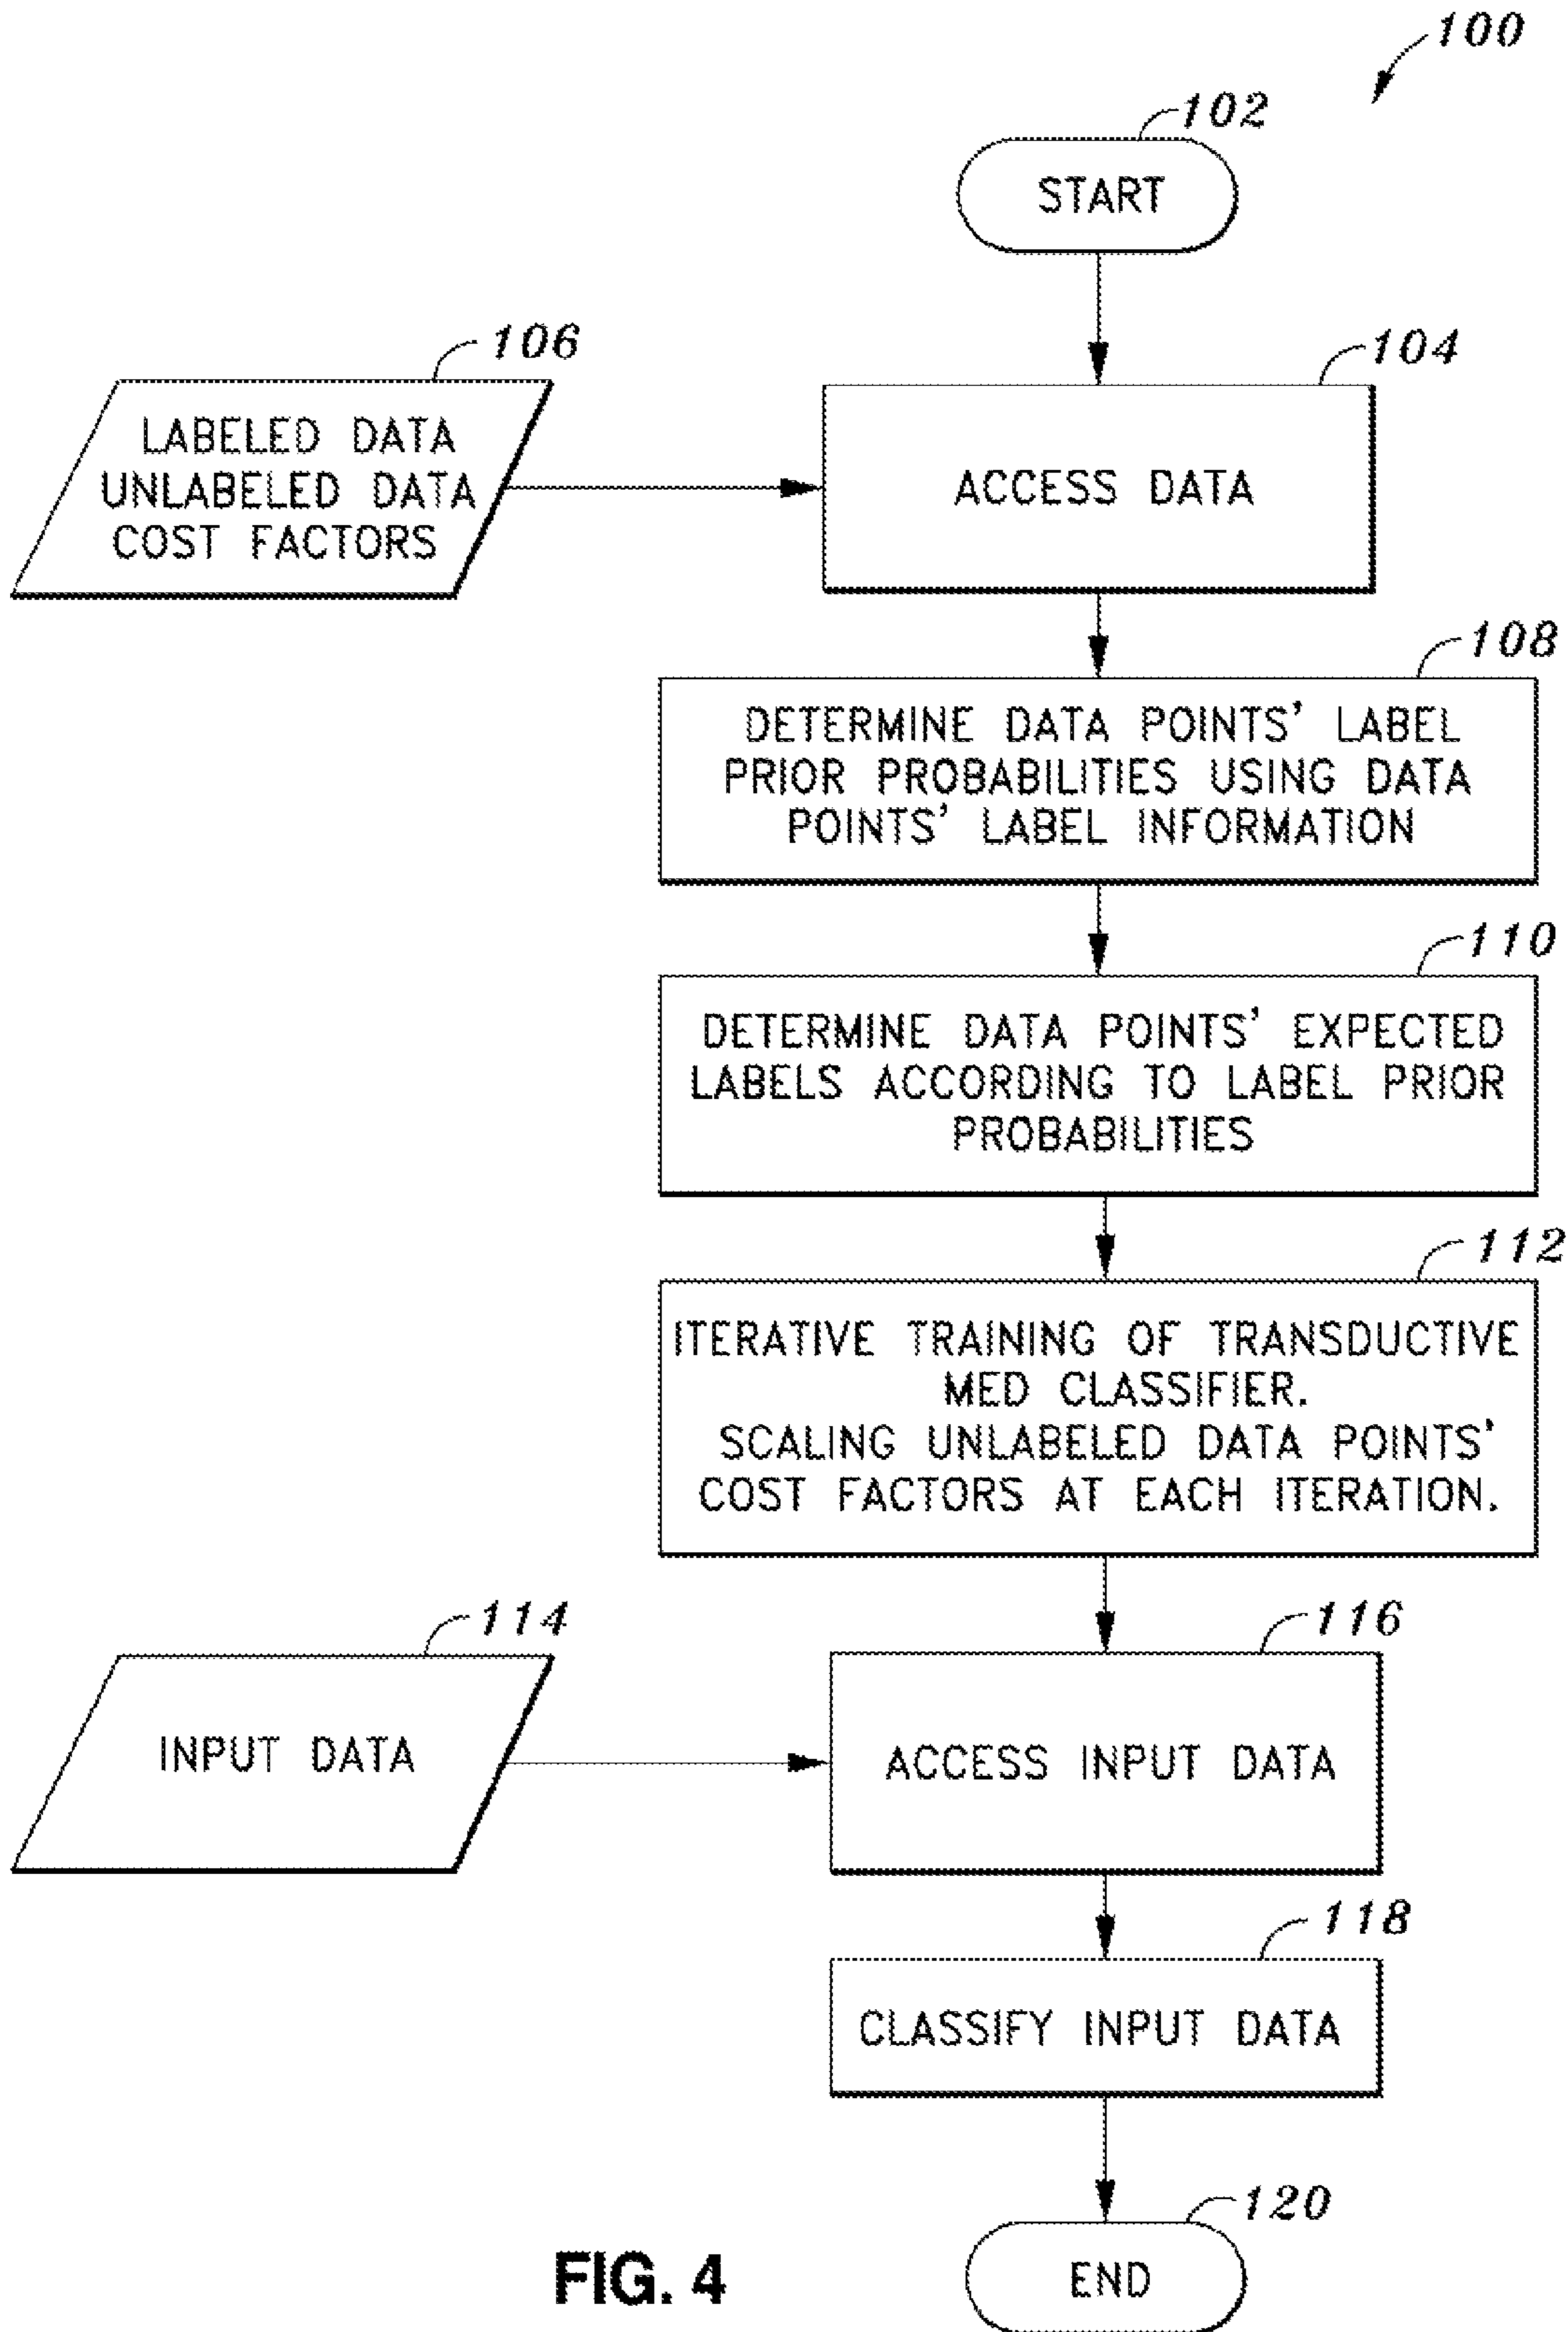 100
102
START
106
104
LABELED DATA
UNLABELED DATA
COST FACTORS
ACCESS DATA
108
DETERMINE DATA POINTS' LABEL
PRIOR PROBABILITIES USING DATA
POINTS' LABEL INFORMATION
110
DETERMINE DATA POINTS' EXPECTED
LABELS ACCORDING TO LABEL PRIOR
PROBABILITIES
112
ITERATIVE TRAINING OF TRANSDUCTIVE
MED CLASSIFIER.
SCALING UNLABELED DATA POINTS'
COST FACTORS AT EACH ITERATION.
114
116
INPUT DATA
ACCESS INPUT DATA
118
CLASSIFY INPUT DATA
120
END
FIG. 4